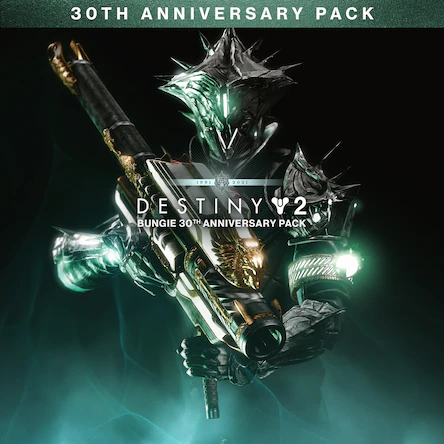 30TH ANNIVERSARY PACK
1991 2021
DESTINY 2
BUNGIE 30TH ANNIVERSARY PACK